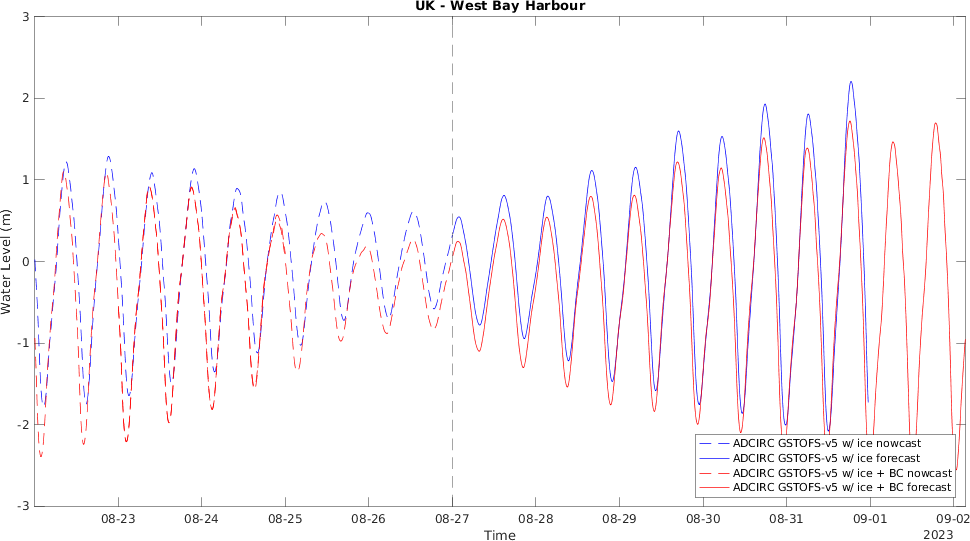 UK - West Bay Harbour
3
2
1
0
-1
-2
-3
Water Level (m)
ADCIRC GSTOFS-v5 w/ ice nowcast
ADCIRC GSTOFS-v5 w/ ice forecast
ADCIRC GSTOFS-v5 w/ ice + BC nowcast
ADCIRC GSTOFS-v5 w/ ice + BC forecast
08-23 08-24 08-25 08-26 08-27 08-28 08-29 08-30 08-31 09-01 09-02
Time
2023